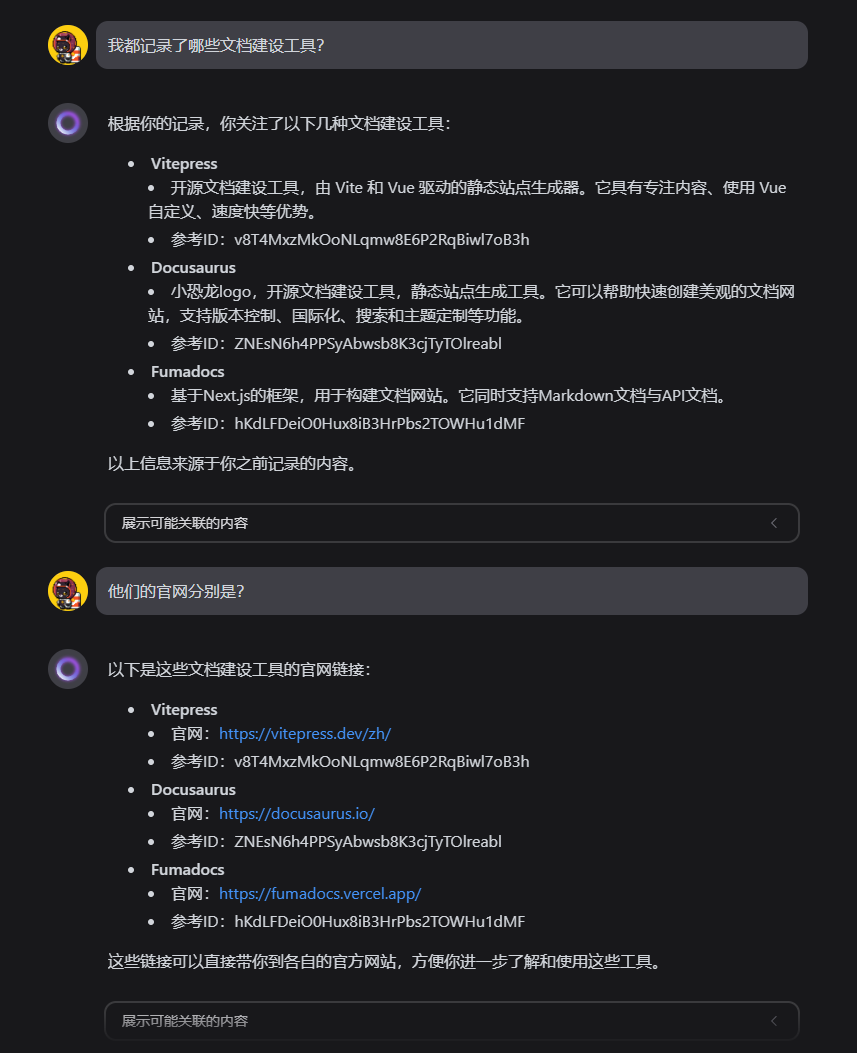 我都记录了哪些文档建设工具？
根据你的记录，你关注了以下几种文档建设工具：
• Vitepress
• 开源文档建设工具，由 Vite 和 Vue 驱动的静态站点生成器。它具有专注内容、使用 Vue
自定义、速度快等优势。
• 参考ID：v8T4MxzMkOoNLqmw8E6P2RqBiwl7oB3h
• Docusaurus
• 小恐龙logo，开源文档建设工具，静态站点生成工具。它可以帮助快速创建美观的文档网
站，支持版本控制、国际化、搜索和主题定制等功能。
• 参考ID：ZNEsN6h4PPSyAbwsb8K3cjTyTOlreabl
• Fumadocs
• 基于Next.js的框架，用于构建文档网站。它同时支持Markdown文档与API文档。
• 参考ID：hKdLFDeiO0Hux8iB3HrPbs2TOWHu1dMF
以上信息来源于你之前记录的内容。
展示可能关联的内容
他们的官网分别是？
以下是这些文档建设工具的官网链接：
• Vitepress
• 官网：https://vitepress.dev/zh/
• 参考ID：v8T4MxzMkOoNLqmw8E6P2RqBiwl7oB3h
• Docusaurus
• 官网：https://docusaurus.io/
• 参考ID：ZNEsN6h4PPSyAbwsb8K3cjTyTOlreabl
• Fumadocs
• 官网：https://fumadocs.vercel.app/
• 参考ID：hKdLFDeiO0Hux8iB3HrPbs2TOWHu1dMF
这些链接可以直接带你到各自的官方网站，方便你进一步了解和使用这些工具。
展示可能关联的内容